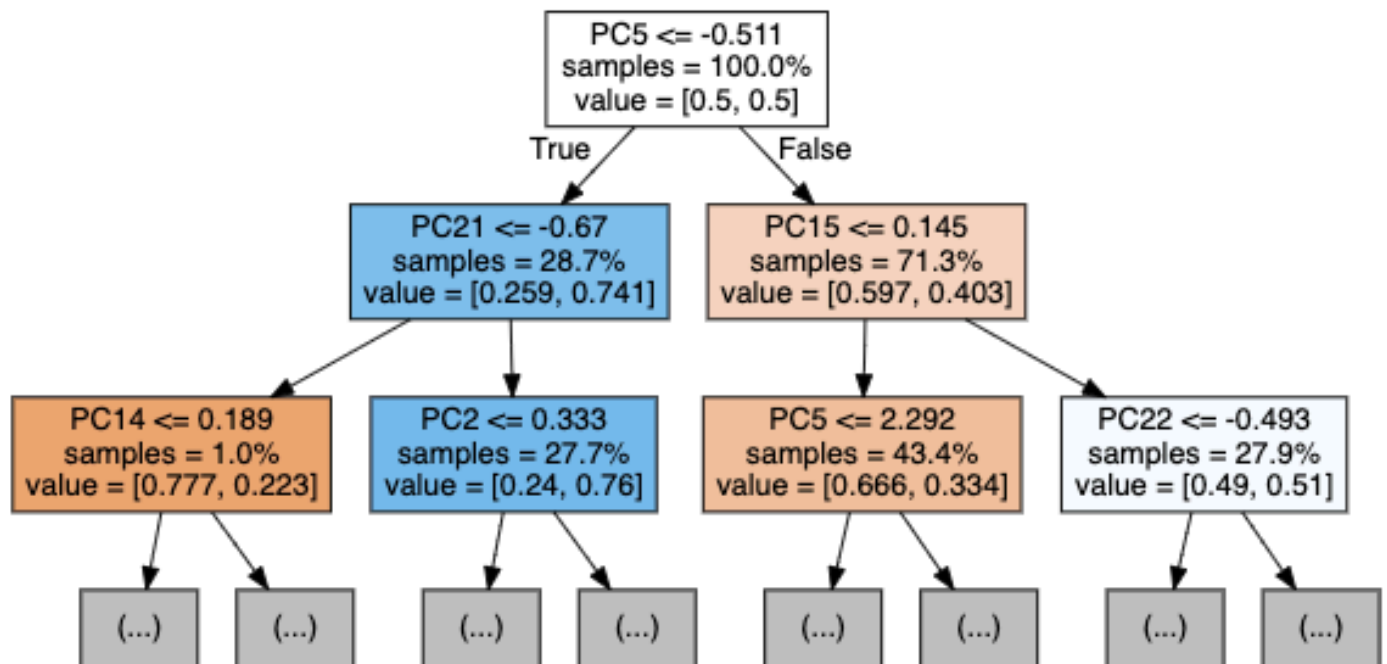 PC5 <= -0.511
samples = 100.0%
value = [0.5, 0.5]
True
False
PC21 <= -0.67
samples = 28.7%
value = [0.259, 0.741]
PC15 <= 0.145
samples = 71.3%
value = [0.597, 0.403]
PC14 <= 0.189
samples = 1.0%
value = [0.777, 0.223]
PC2 <= 0.333
samples = 27.7%
value = [0.24, 0.76]
PC5 <= 2.292
samples = 43.4%
value = [0.666, 0.334]
PC22 <= -0.493
samples = 27.9%
value = [0.49, 0.51]
(...)
(...)
(...)
(...)
(...)
(...)
(...)
(...)